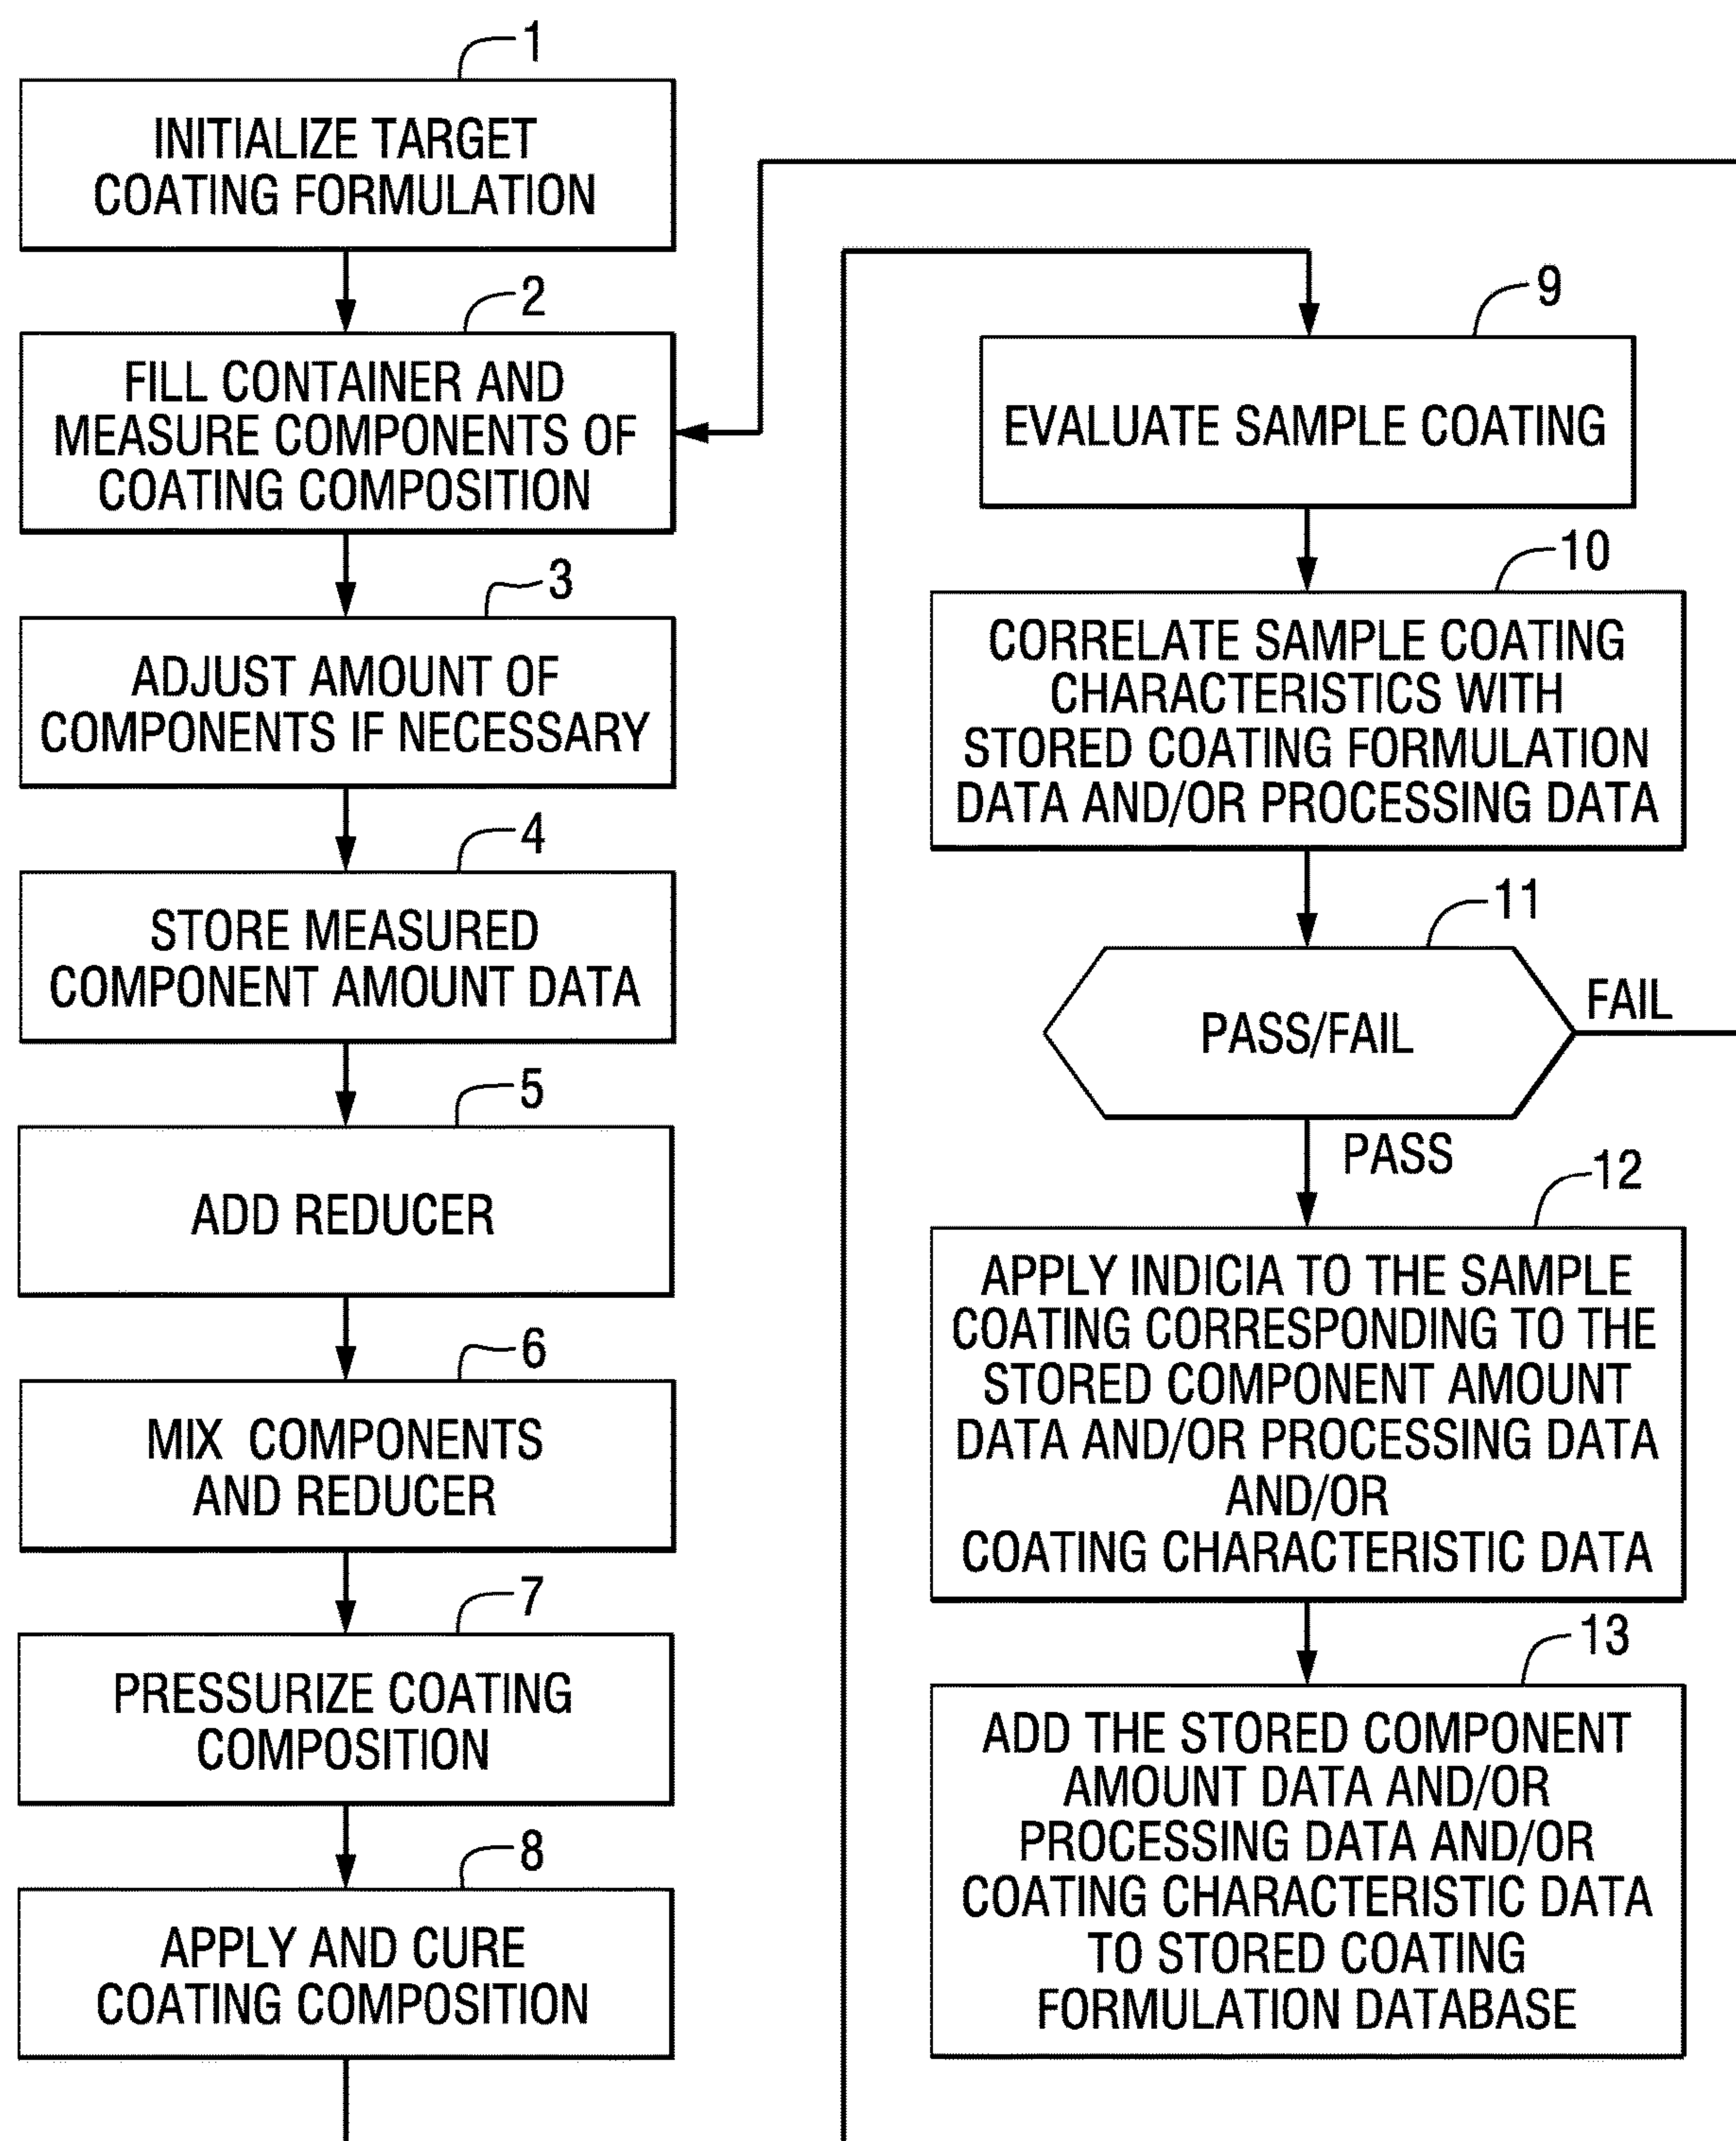 1
INITIALIZE TARGET
COATING FORMULATION
2
FILL CONTAINER AND
MEASURE COMPONENTS OF
COATING COMPOSITION
3
ADJUST AMOUNT OF
COMPONENTS IF NECESSARY
4
STORE MEASURED
COMPONENT AMOUNT DATA
5
ADD REDUCER
6
MIX COMPONENTS
AND REDUCER
7
PRESSURIZE COATING
COMPOSITION
8
APPLY AND CURE
COATING COMPOSITION
9
EVALUATE SAMPLE COATING
10
CORRELATE SAMPLE COATING
CHARACTERISTICS WITH
STORED COATING FORMULATION
DATA AND/OR PROCESSING DATA
11
PASS/FAIL
FAIL
PASS
12
APPLY INDICIA TO THE SAMPLE
COATING CORRESPONDING TO THE
STORED COMPONENT AMOUNT
DATA AND/OR PROCESSING DATA
AND/OR
COATING CHARACTERISTIC DATA
13
ADD THE STORED COMPONENT
AMOUNT DATA AND/OR
PROCESSING DATA AND/OR
COATING CHARACTERISTIC DATA
TO STORED COATING
FORMULATION DATABASE